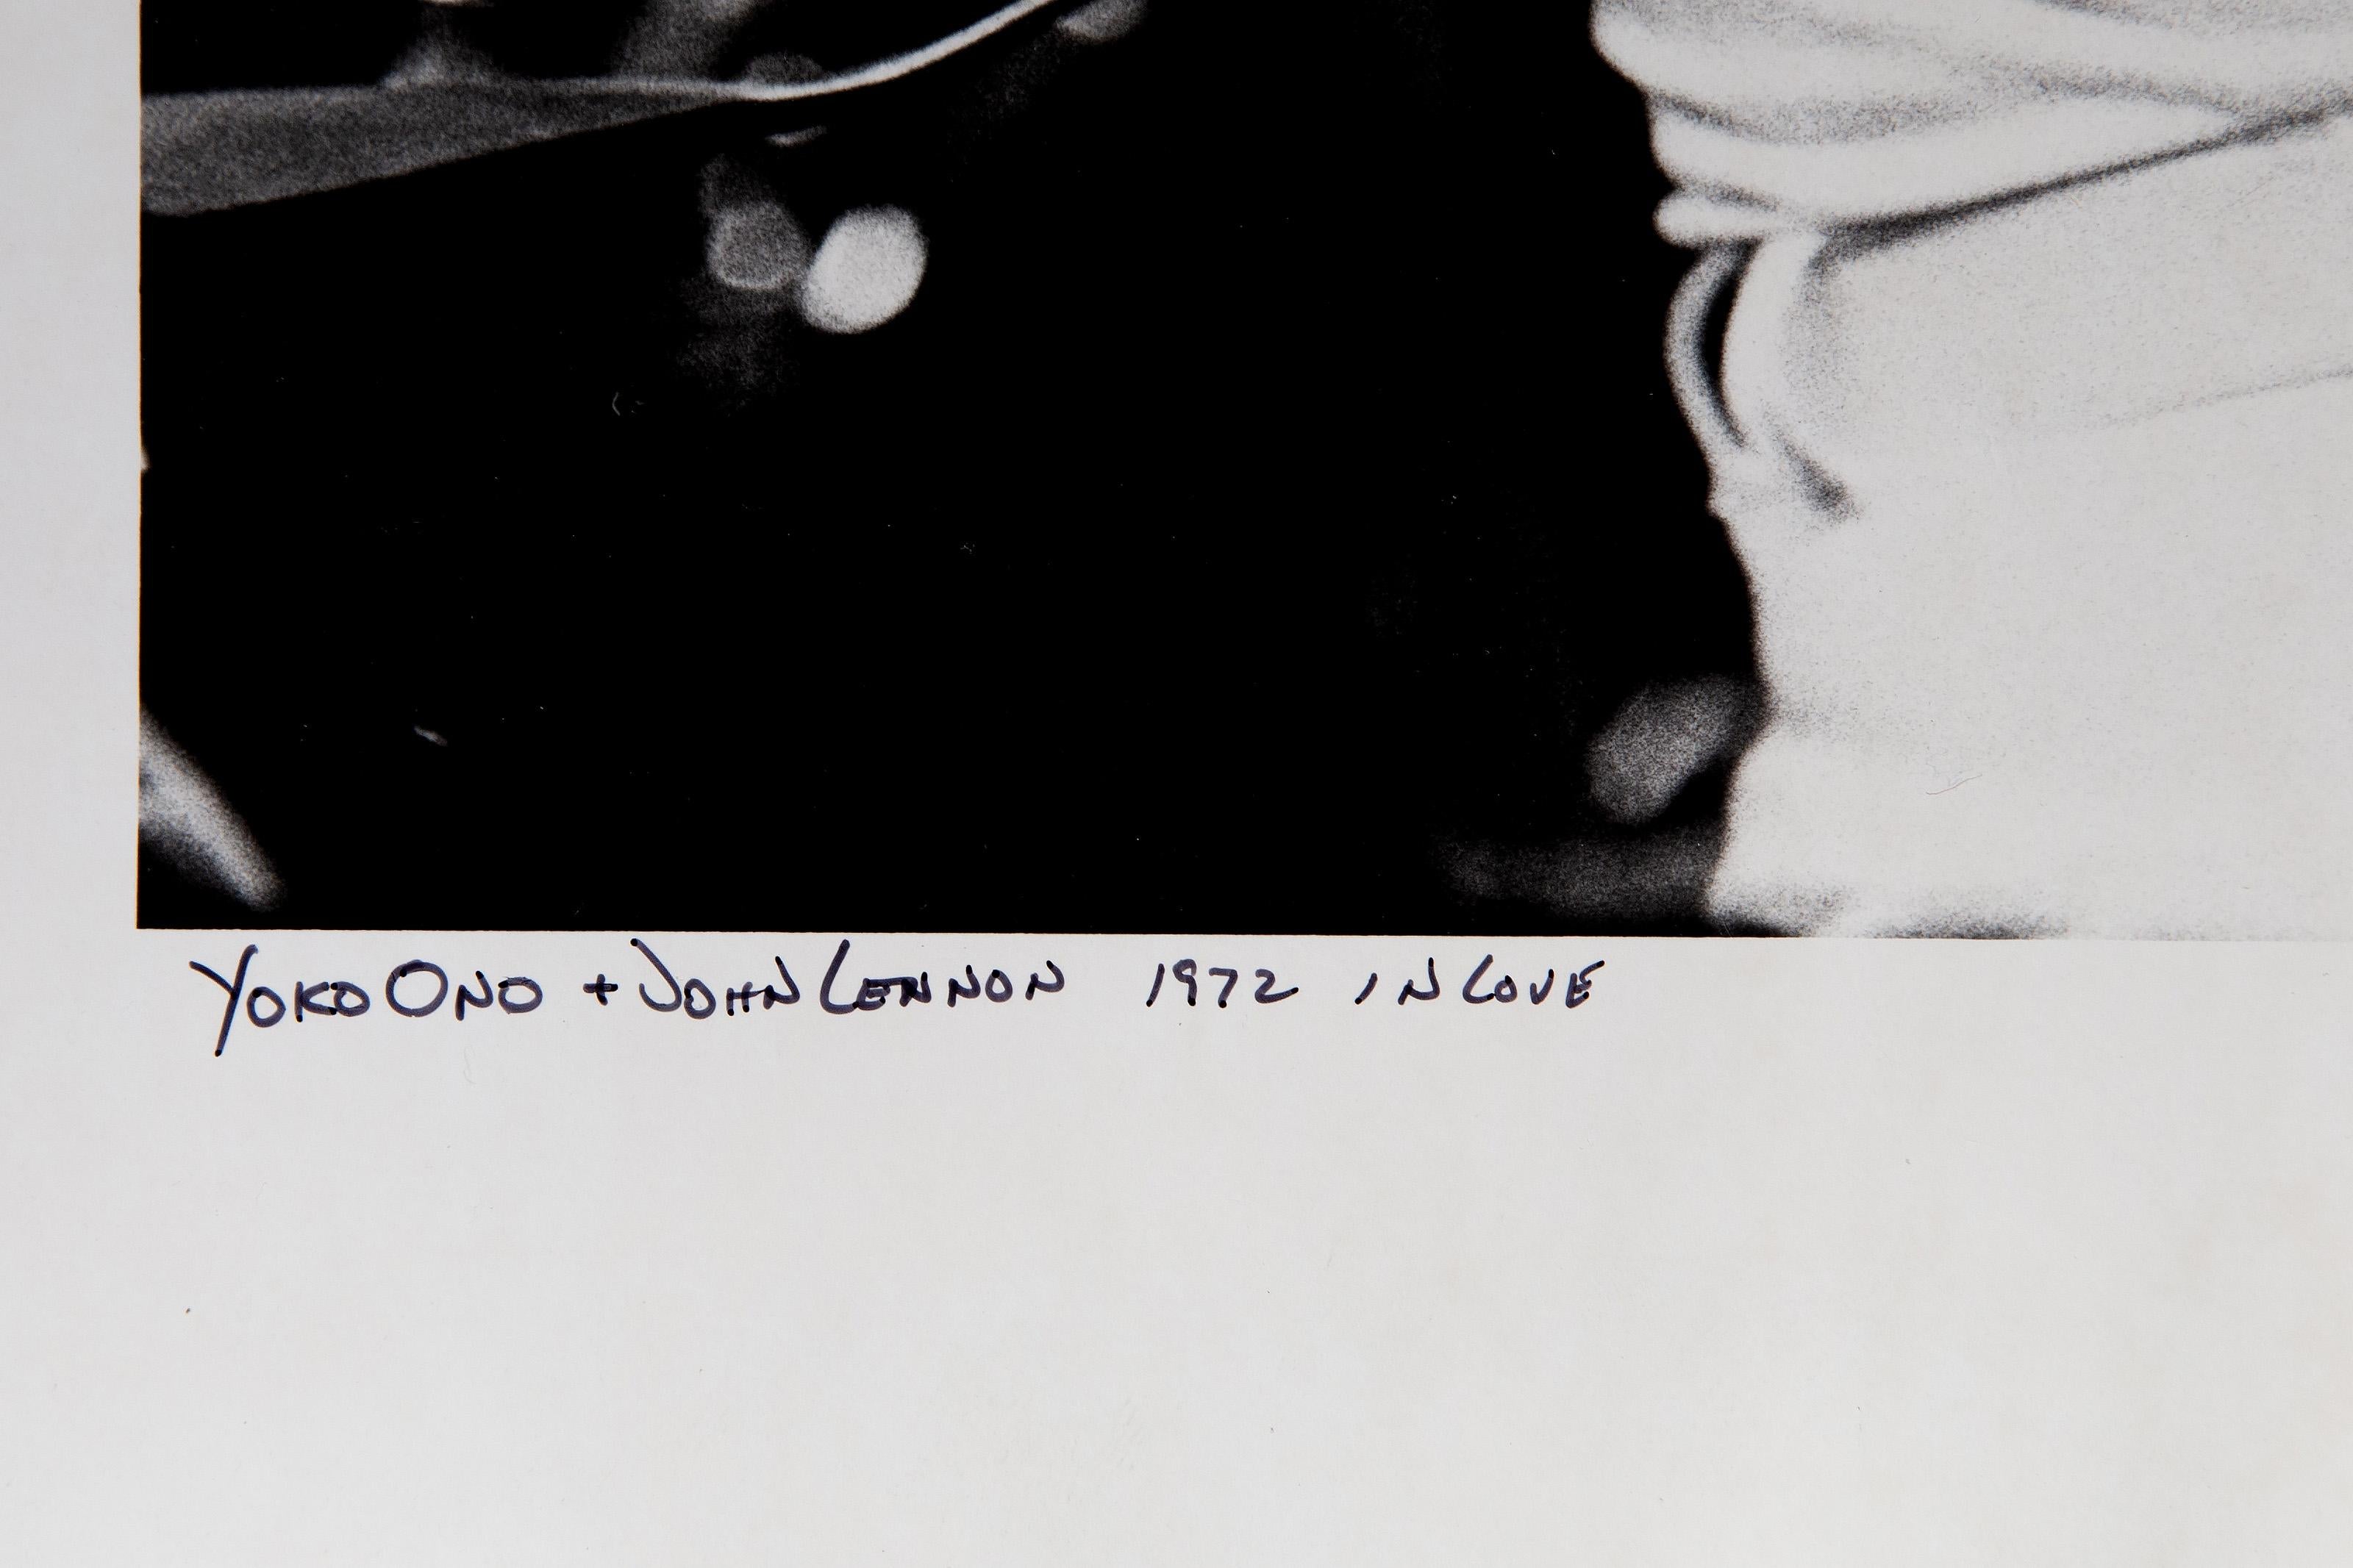 YOKO ONO + JOHN LENNON 1972 IN LOVE